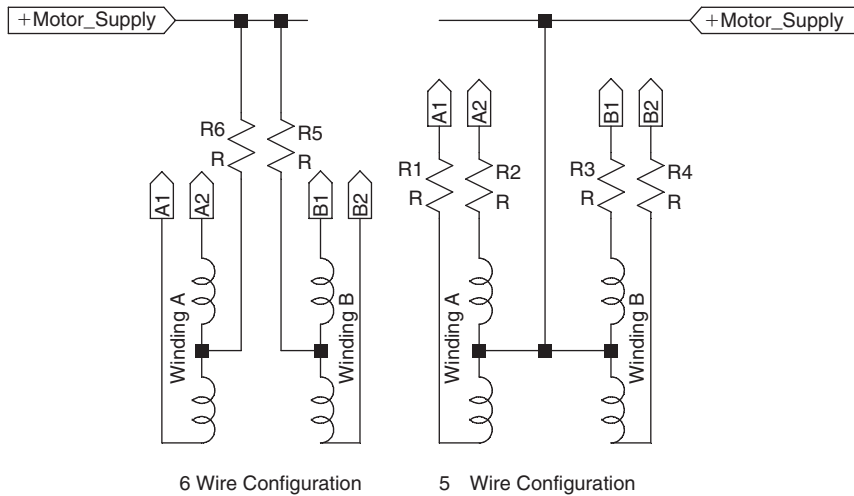 +Motor_Supply
+Motor_Supply
A1
A2
B1
B2
R6
R
R5
R
R1
R
R2
R
R3
R
R4
R
A1
A2
B1
B2
Winding A
Winding B
Winding A
Winding B
6 Wire Configuration
5 Wire Configuration